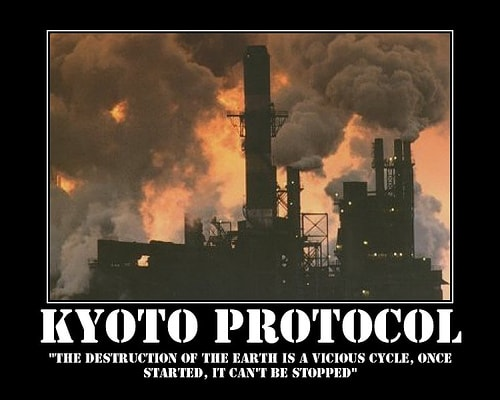 KYOTO PROTOCOL
"THE DESTRUCTION OF THE EARTH IS A VICIOUS CYCLE, ONCE
STARTED, IT CAN'T BE STOPPED"